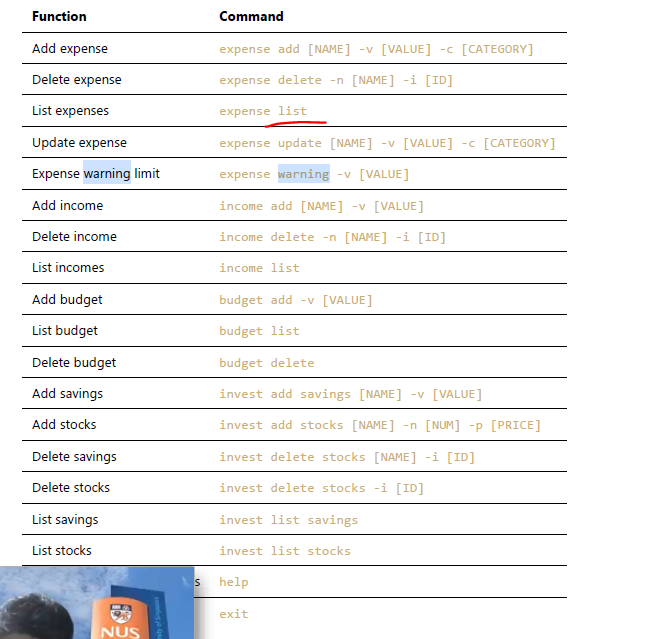 Function Command
Add expense expense add [NAME] -v [VALUE] -c [CATEGORY]
Delete expense expense delete -n [NAME] -i [ID]
List expenses expense list
Update expense expense update [NAME] -v [VALUE] -c [CATEGORY]
Expense warning limit expense warning -v [VALUE]
Add income income add [NAME] -v [VALUE]
Delete income income delete -n [NAME] -i [ID]
List incomes income list
Add budget budget add -v [VALUE]
List budget budget list
Delete budget budget delete
Add savings invest add savings [NAME] -v [VALUE]
Add stocks invest add stocks [NAME] -n [NUM] -p [PRICE]
Delete savings invest delete stocks [NAME] -i [ID]
Delete stocks invest delete stocks -i [ID]
List savings invest list savings
List stocks invest list stocks
s help
exit
NUS